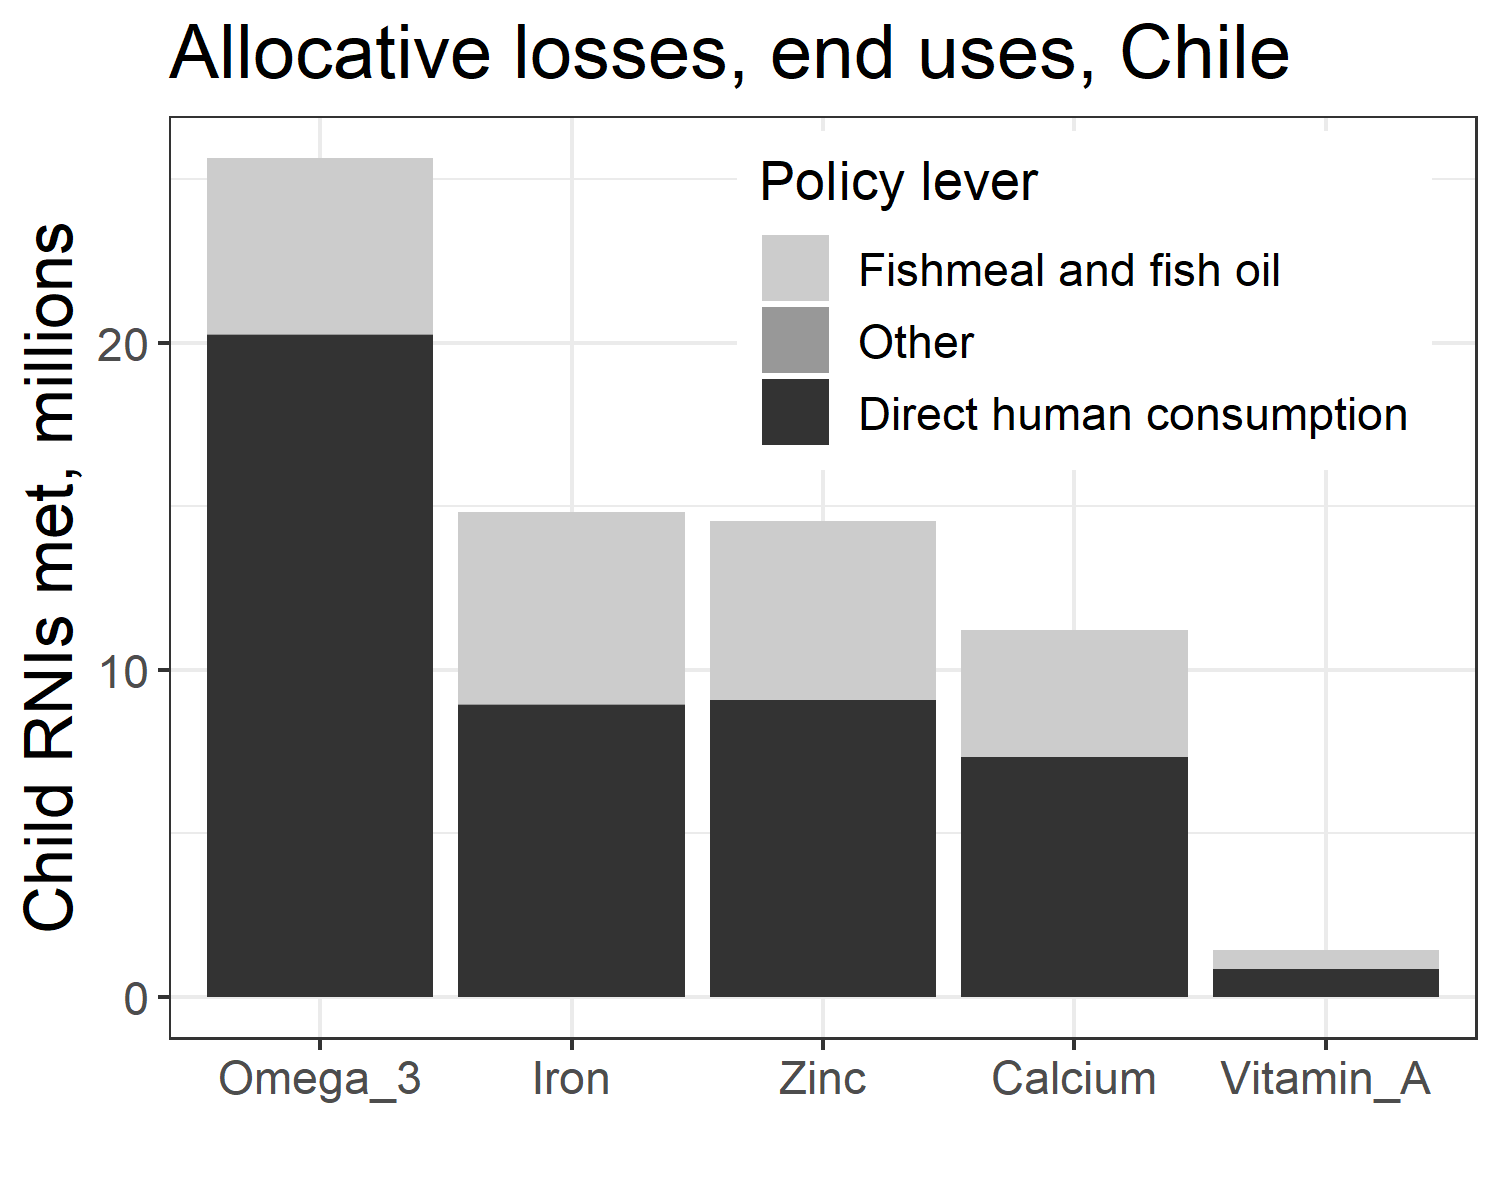 Allocative losses, end uses, Chile
Child RNIs met, millions
20
10
0
Policy lever
Fishmeal and fish oil
Other
Direct human consumption
Omega_3 Iron Zinc Calcium Vitamin_A